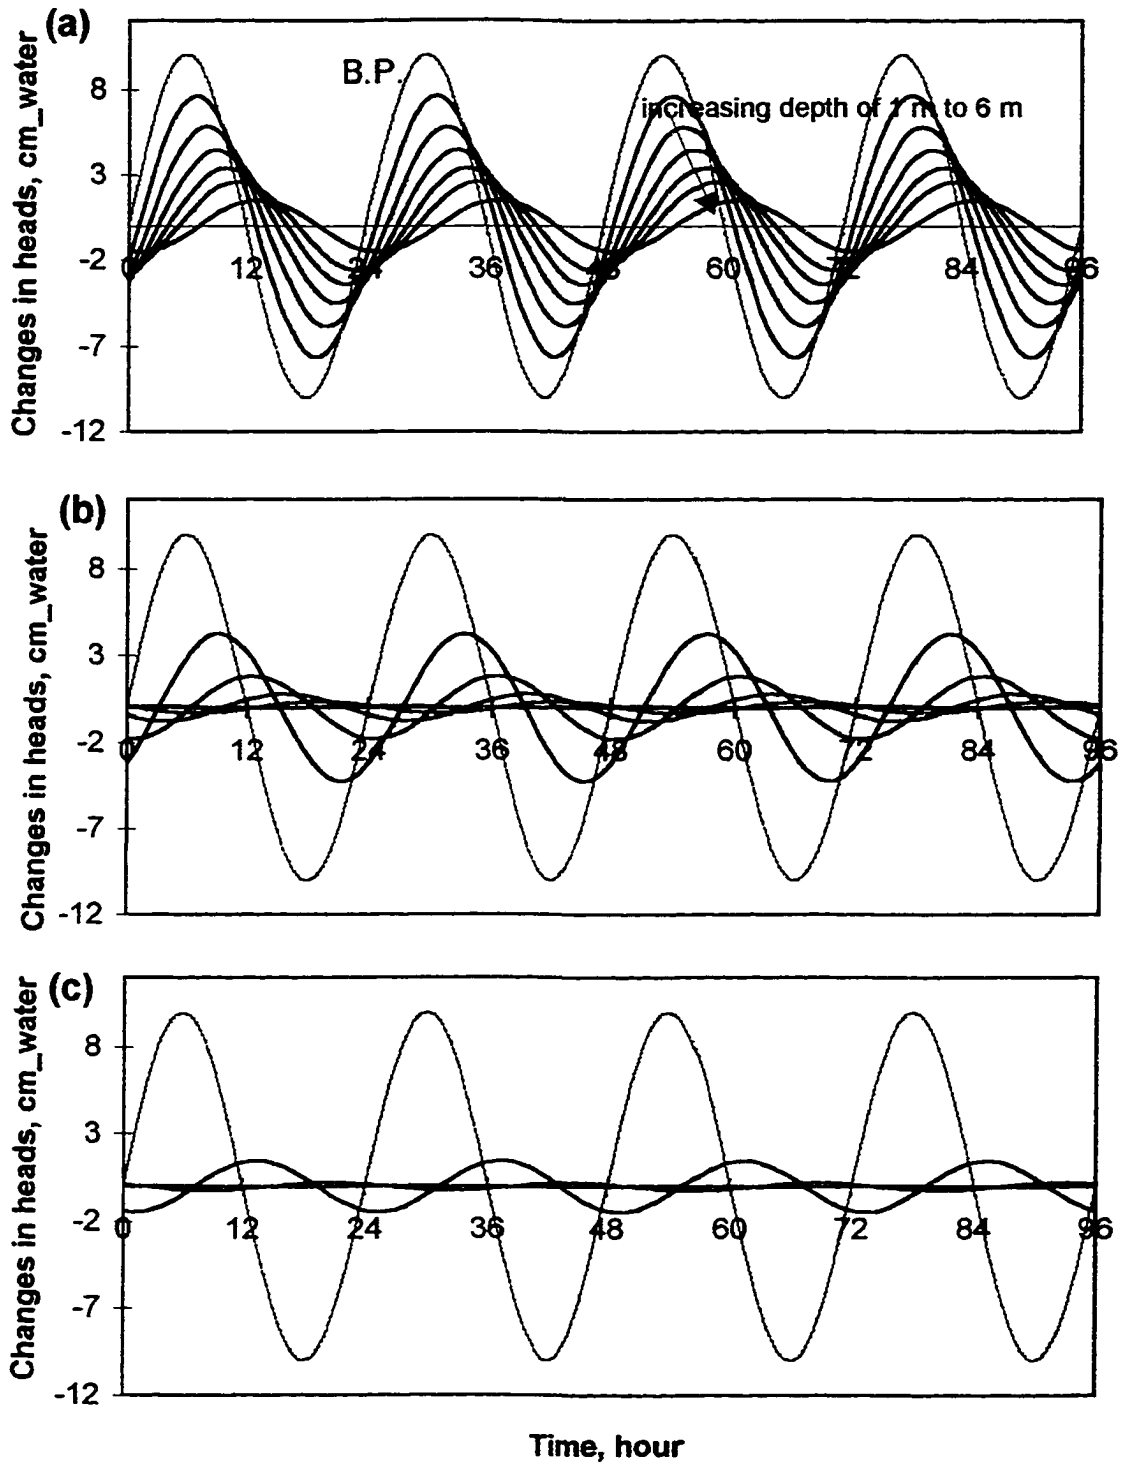 (a)
Changes in heads, cm_water
8
3
-2
-7
-12
B.P.
increasing depth of 1 m to 6 m
0 12 24 36 48 60 72 84 96
(b)
Changes in heads, cm_water
8
3
-2
-7
-12
0 12 24 36 48 60 72 84 96
(c)
Changes in heads, cm_water
8
3
-2
-7
-12
0 12 24 36 48 60 72 84 96
Time, hour